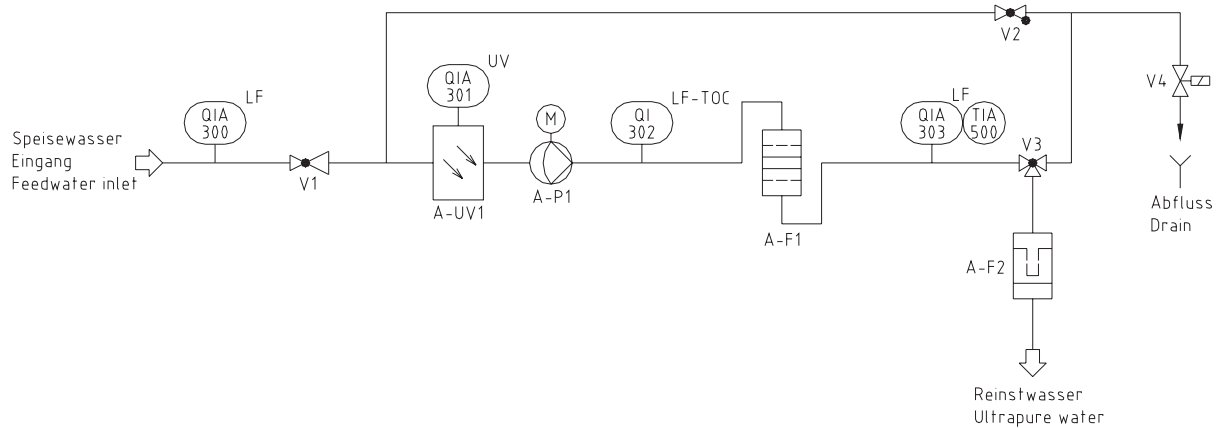 V2
UV
QIA
301
V4
LF
QIA
300
LF-TOC
QI
302
LF
QIA
303
TIA
500
M
V3
Speisewasser
Eingang
Feedwater inlet
V1
A-UV1
A-P1
A-F1
Abfluss
Drain
A-F2
Reinstwasser
Ultrapure water